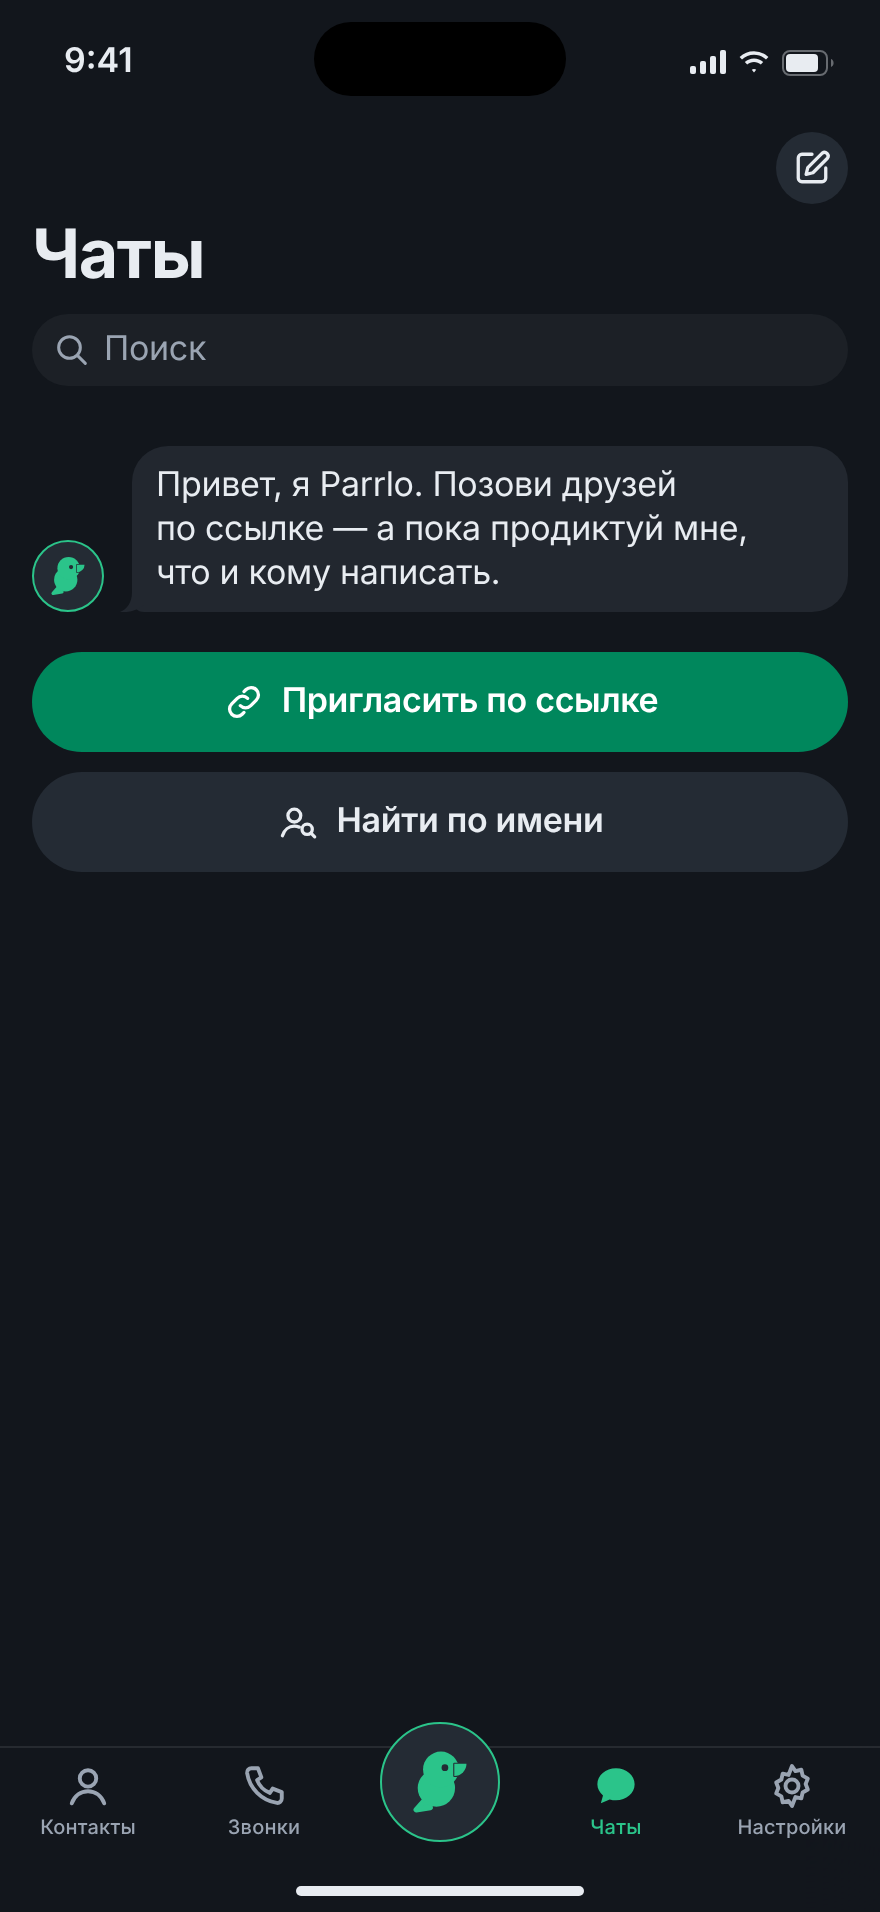 9:41
Чаты
Поиск
Привет, я Parrlo. Позови друзей
по ссылке — а пока продиктуй мне,
что и кому написать.
Пригласить по ссылке
Найти по имени
Контакты
Звонки
Чаты
Настройки